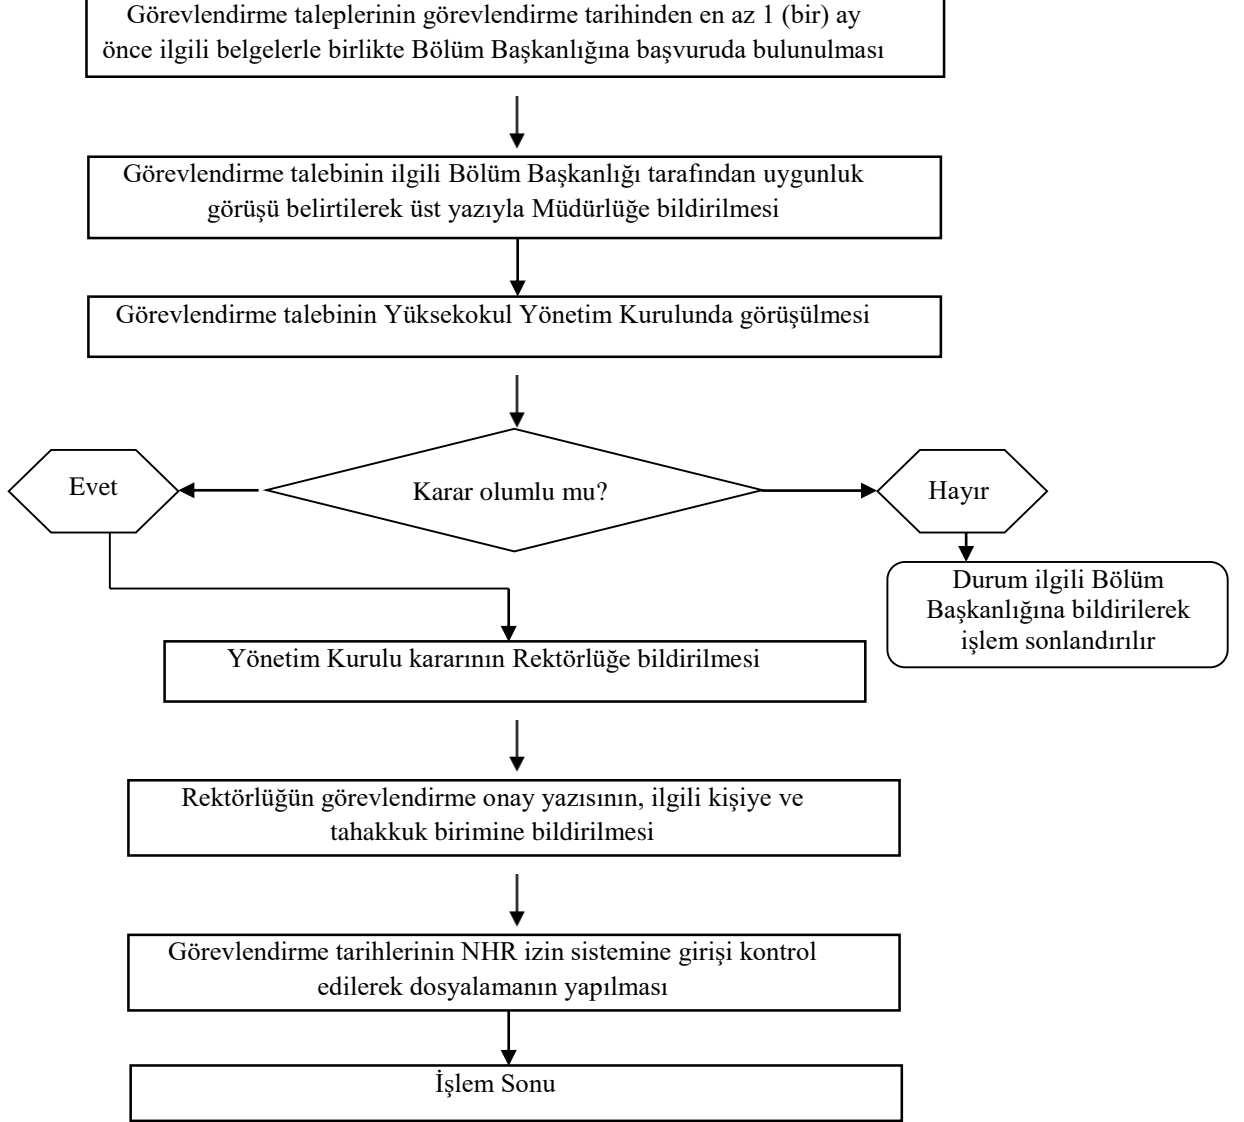 Görevlendirme taleplerinin görevlendirme tarihinden en az 1 (bir) ay
önce ilgili belgelerle birlikte Bölüm Başkanlığına başvuruda bulunulması
Görevlendirme talebinin ilgili Bölüm Başkanlığı tarafından uygunluk
görüşü belirtilerek üst yazıyla Müdürlüğe bildirilmesi
Görevlendirme talebinin Yüksekokul Yönetim Kurulunda görüşülmesi
Evet
Karar olumlu mu?
Hayır
Durum ilgili Bölüm
Başkanlığına bildirilerek
işlem sonlandırılır
Yönetim Kurulu kararının Rektörlüğe bildirilmesi
Rektörlüğün görevlendirme onay yazısının, ilgili kişiye ve
tahakkuk birimine bildirilmesi
Görevlendirme tarihlerinin NHR izin sistemine girişi kontrol
edilerek dosyalamanın yapılması
İşlem Sonu